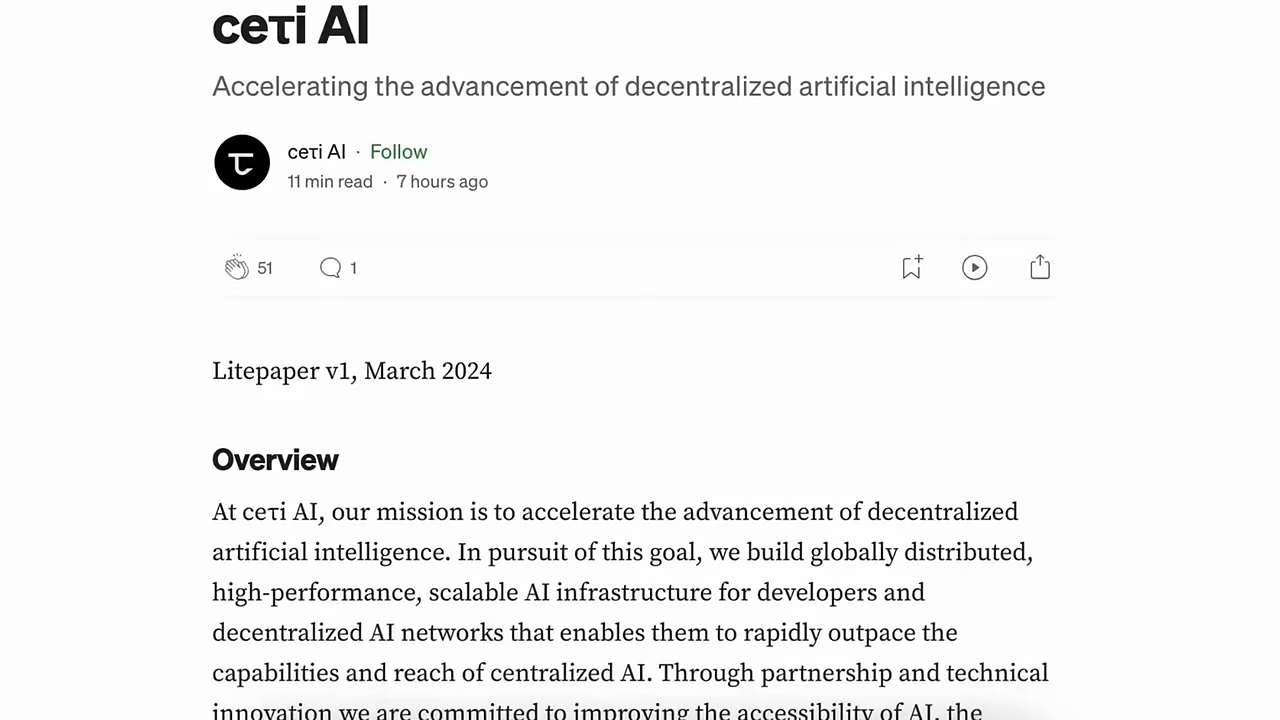 ceτi AI
Accelerating the advancement of decentralized artificial intelligence
ceτi AI · Follow
11 min read · 7 hours ago
51
1
Litepaper v1, March 2024
Overview
At ceτi AI, our mission is to accelerate the advancement of decentralized
artificial intelligence. In pursuit of this goal, we build globally distributed,
high-performance, scalable AI infrastructure for developers and
decentralized AI networks that enables them to rapidly outpace the
capabilities and reach of centralized AI. Through partnership and technical
innovation we are committed to improving the accessibility of AI, the